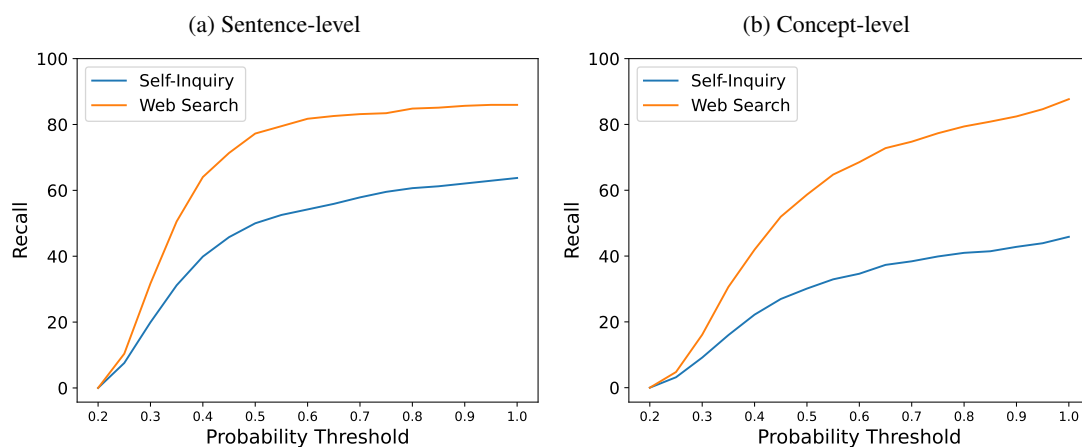 (a) Sentence-level
100
80
60
40
20
0
Recall
Self-Inquiry
Web Search
0.2 0.3 0.4 0.5 0.6 0.7 0.8 0.9 1.0
Probability Threshold
(b) Concept-level
100
80
60
40
20
0
Recall
Self-Inquiry
Web Search
0.2 0.3 0.4 0.5 0.6 0.7 0.8 0.9 1.0
Probability Threshold